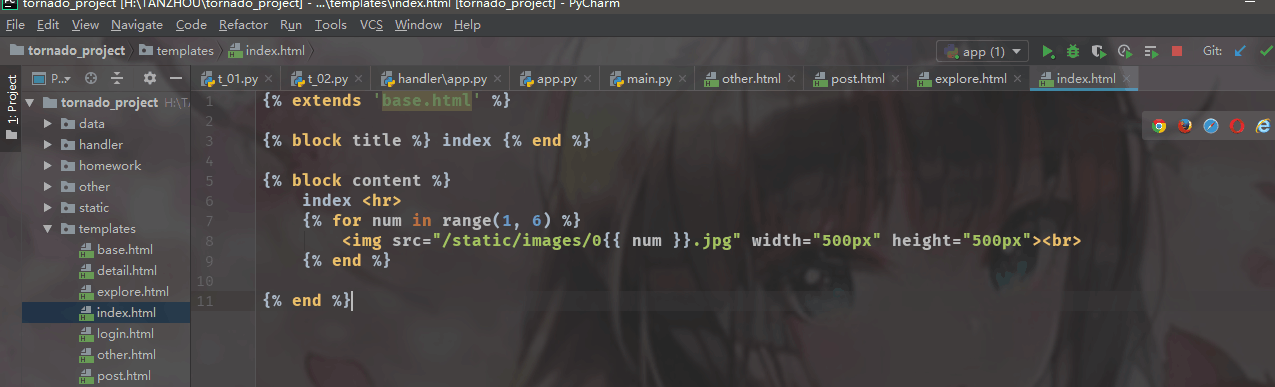 tornado_project [H:\TANZHOU\tornado_project] - ...\templates\index.html [tornado_project] - PyCharm
File Edit View Navigate Code Refactor Run Tools VCS Window Help
tornado_project templates index.html app (1) Git:
1: Project
P... t_01.py t_02.py handler\app.py app.py main.py other.html post.html explore.html index.html
tornado_project H:\TA
data
handler
homework
other
static
templates
base.html
detail.html
explore.html
index.html
login.html
other.html
post.html
1 {% extends 'base.html' %}
2
3 {% block title %} index {% end %}
4
5 {% block content %}
6 index <hr>
7 {% for num in range(1, 6) %}
8 <img src="/static/images/0{{ num }}.jpg" width="500px" height="500px"><br>
9 {% end %}
10
11 {% end %}